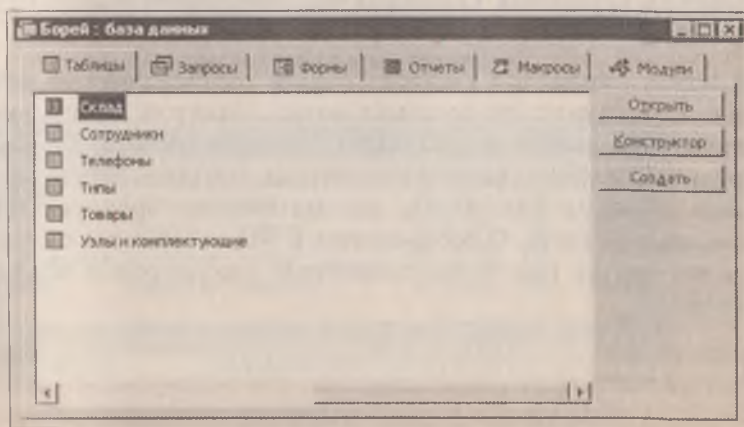 Борей : база данных
Таблицы Запросы Формы Отчеты Макросы Модули
Склад
Сотрудники
Телефоны
Типы
Товары
Узлы и комплектующие
Открыть
Конструктор
Создать